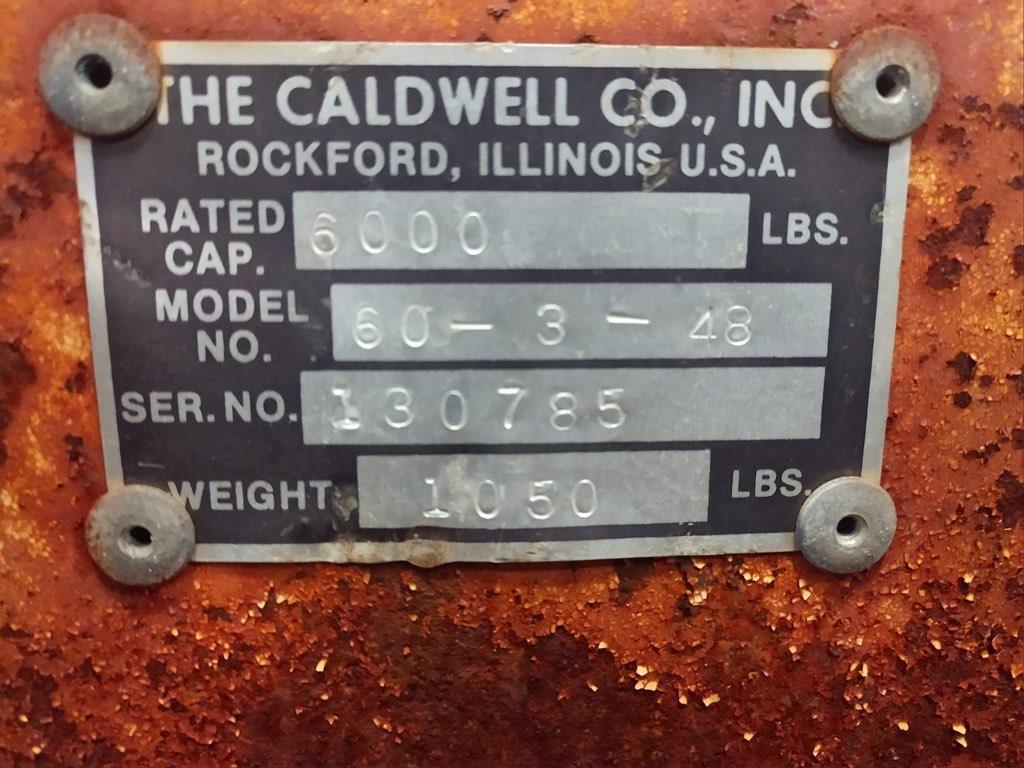 THE CALDWELL CO., INC
ROCKFORD, ILLINOIS U.S.A.
RATED CAP. 6000 LBS.
MODEL NO. 60-3-48
SER. NO. 130785
WEIGHT 1050 LBS.